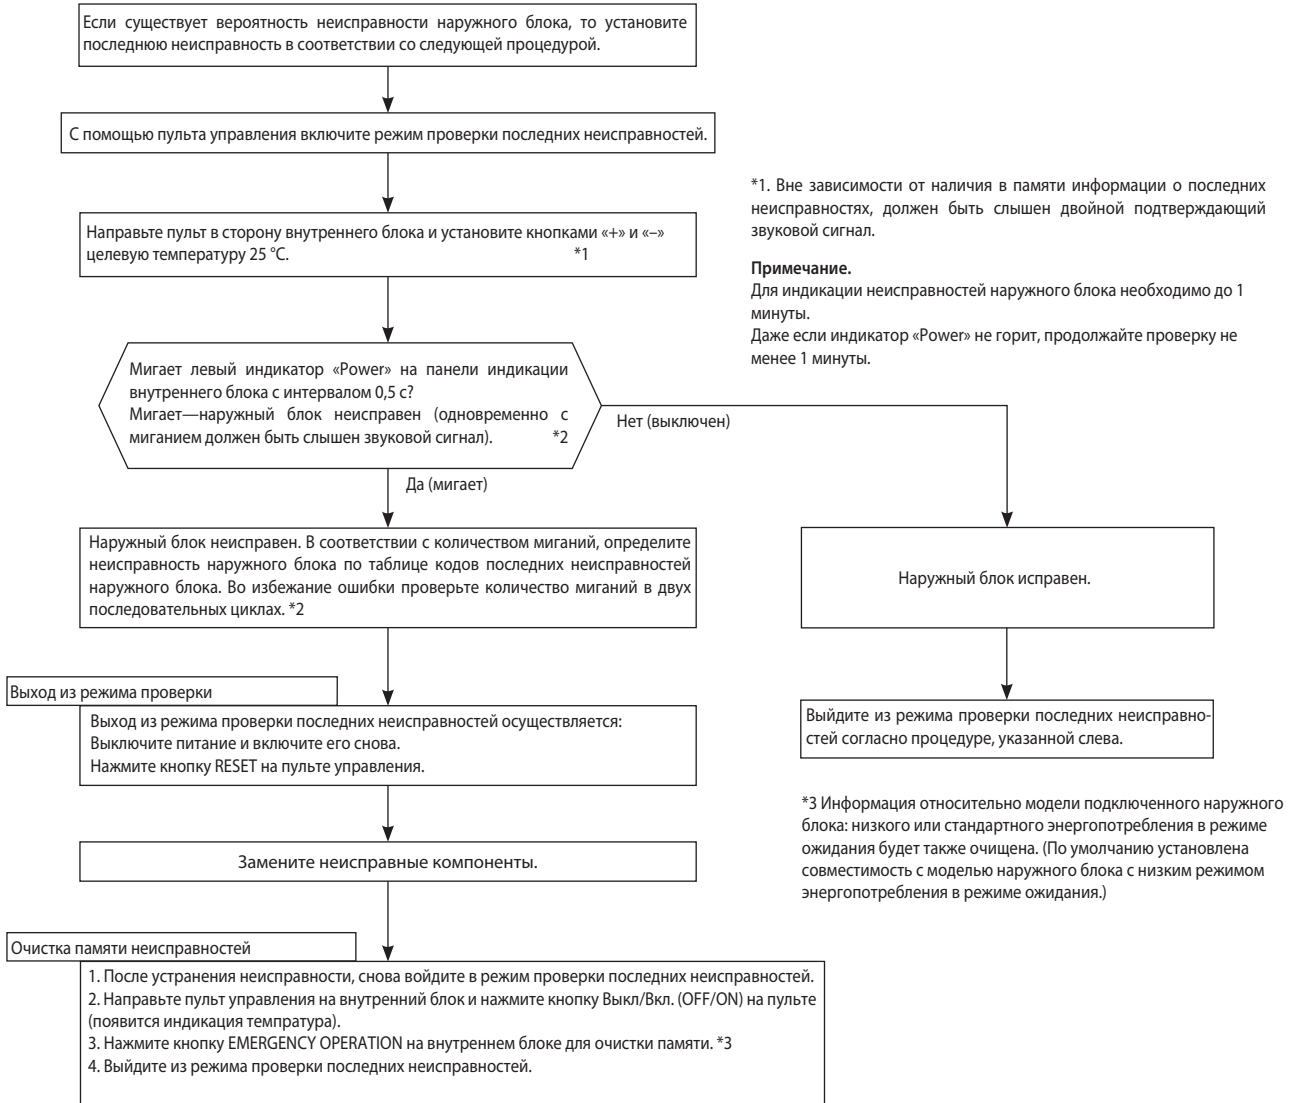 Если существует вероятность неисправности наружного блока, то установите
последнюю неисправность в соответствии со следующей процедурой.
С помощью пульта управления включите режим проверки последних неисправностей.
Направьте пульт в сторону внутреннего блока и установите кнопками «+» и «–»
целевую температуру 25 °C. *1
*1. Вне зависимости от наличия в памяти информации о последних
неисправностях, должен быть слышен двойной подтверждающий
звуковой сигнал.
Примечание.
Для индикации неисправностей наружного блока необходимо до 1
минуты.
Даже если индикатор «Power» не горит, продолжайте проверку не
менее 1 минуты.
Мигает левый индикатор «Power» на панели индикации
внутреннего блока с интервалом 0,5 с?
Мигает—наружный блок неисправен (одновременно с
миганием должен быть слышен звуковой сигнал). *2
Нет (выключен)
Да (мигает)
Наружный блок неисправен. В соответствии с количеством миганий, определите
неисправность наружного блока по таблице кодов последних неисправностей
наружного блока. Во избежание ошибки проверьте количество миганий в двух
последовательных циклах. *2
Наружный блок исправен.
Выход из режима проверки
Выход из режима проверки последних неисправностей осуществляется:
Выключите питание и включите его снова.
Нажмите кнопку RESET на пульте управления.
Выйдите из режима проверки последних неисправно-
стей согласно процедуре, указанной слева.
*3 Информация относительно модели подключенного наружного
блока: низкого или стандартного энергопотребления в режиме
ожидания будет также очищена. (По умолчанию установлена
совместимость с моделью наружного блока с низким режимом
энергопотребления в режиме ожидания.)
Замените неисправные компоненты.
Очистка памяти неисправностей
1. После устранения неисправности, снова войдите в режим проверки последних неисправностей.
2. Направьте пульт управления на внутренний блок и нажмите кнопку Выкл/Вкл. (OFF/ON) на пульте
(появится индикация темпратура).
3. Нажмите кнопку EMERGENCY OPERATION на внутреннем блоке для очистки памяти. *3
4. Выйдите из режима проверки последних неисправностей.